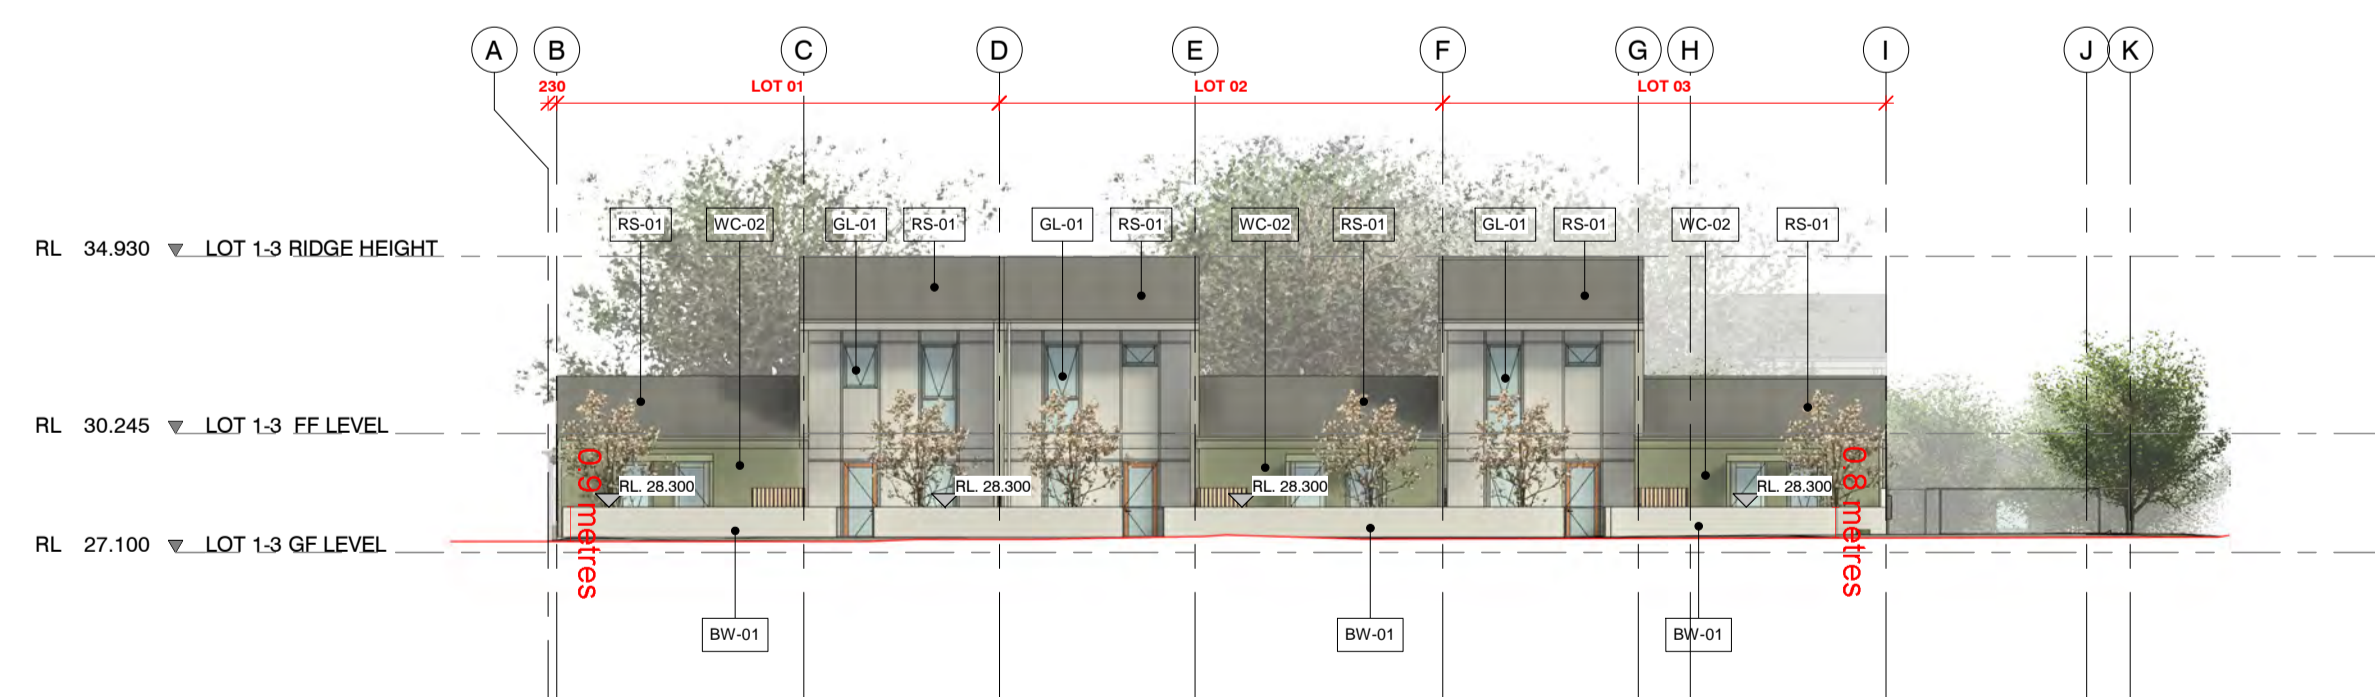 A B C D E F G H I J K
230 LOT 01 LOT 02 LOT 03
RS-01 WC-02 GL-01 RS-01 GL-01 RS-01 WC-02 RS-01 GL-01 RS-01 WC-02 RS-01
RL 34.930 LOT 1-3 RIDGE HEIGHT
RL 30.245 LOT 1-3 FF LEVEL
0.9 metres
0.8 metres
RL. 28.300 RL. 28.300 RL. 28.300 RL. 28.300
RL 27.100 LOT 1-3 GF LEVEL
BW-01 BW-01 BW-01